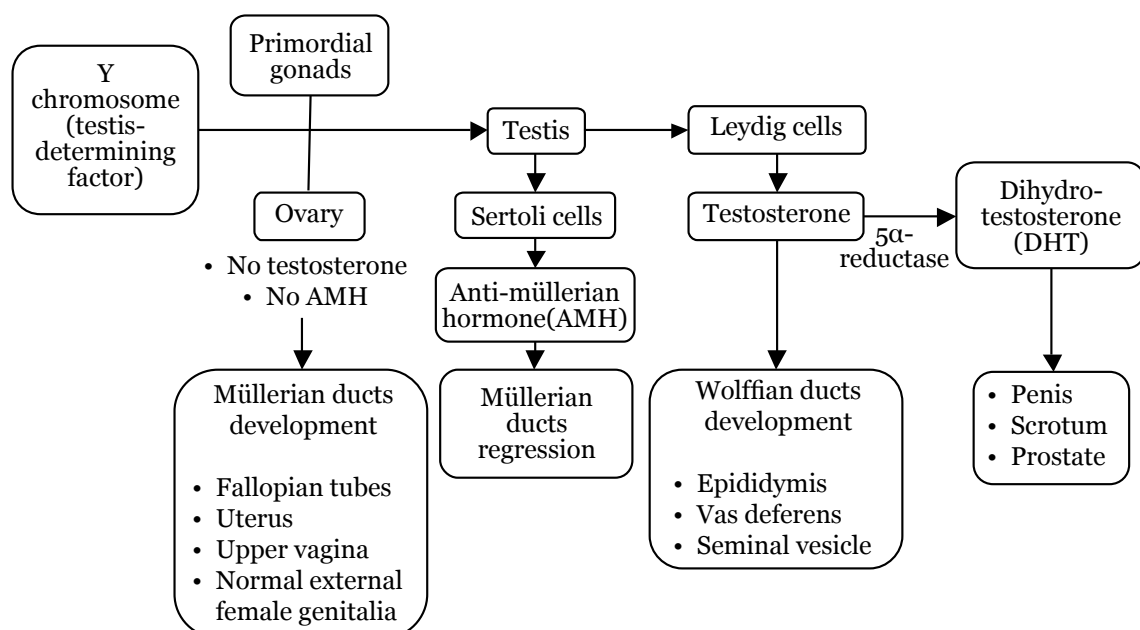 Y
chromosome
(testis-
determining
factor)
Primordial
gonads
Testis
Leydig cells
Ovary
Sertoli cells
Testosterone
5α-
reductase
Dihydro-
testosterone
(DHT)
• No testosterone
• No AMH
Anti-müllerian
hormone(AMH)
Müllerian ducts
development
• Fallopian tubes
• Uterus
• Upper vagina
• Normal external
female genitalia
Müllerian
ducts
regression
Wolffian ducts
development
• Epididymis
• Vas deferens
• Seminal vesicle
• Penis
• Scrotum
• Prostate